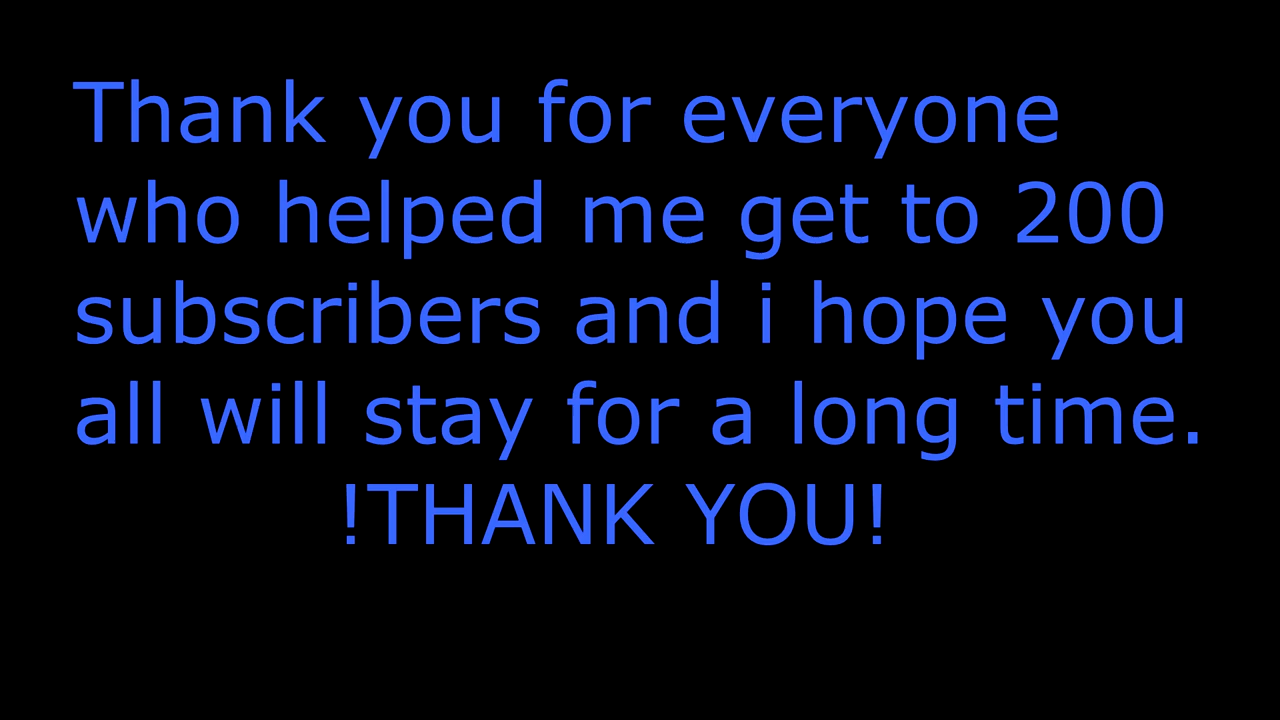 Thank you for everyone
who helped me get to 200
subscribers and i hope you
all will stay for a long time.
!THANK YOU!